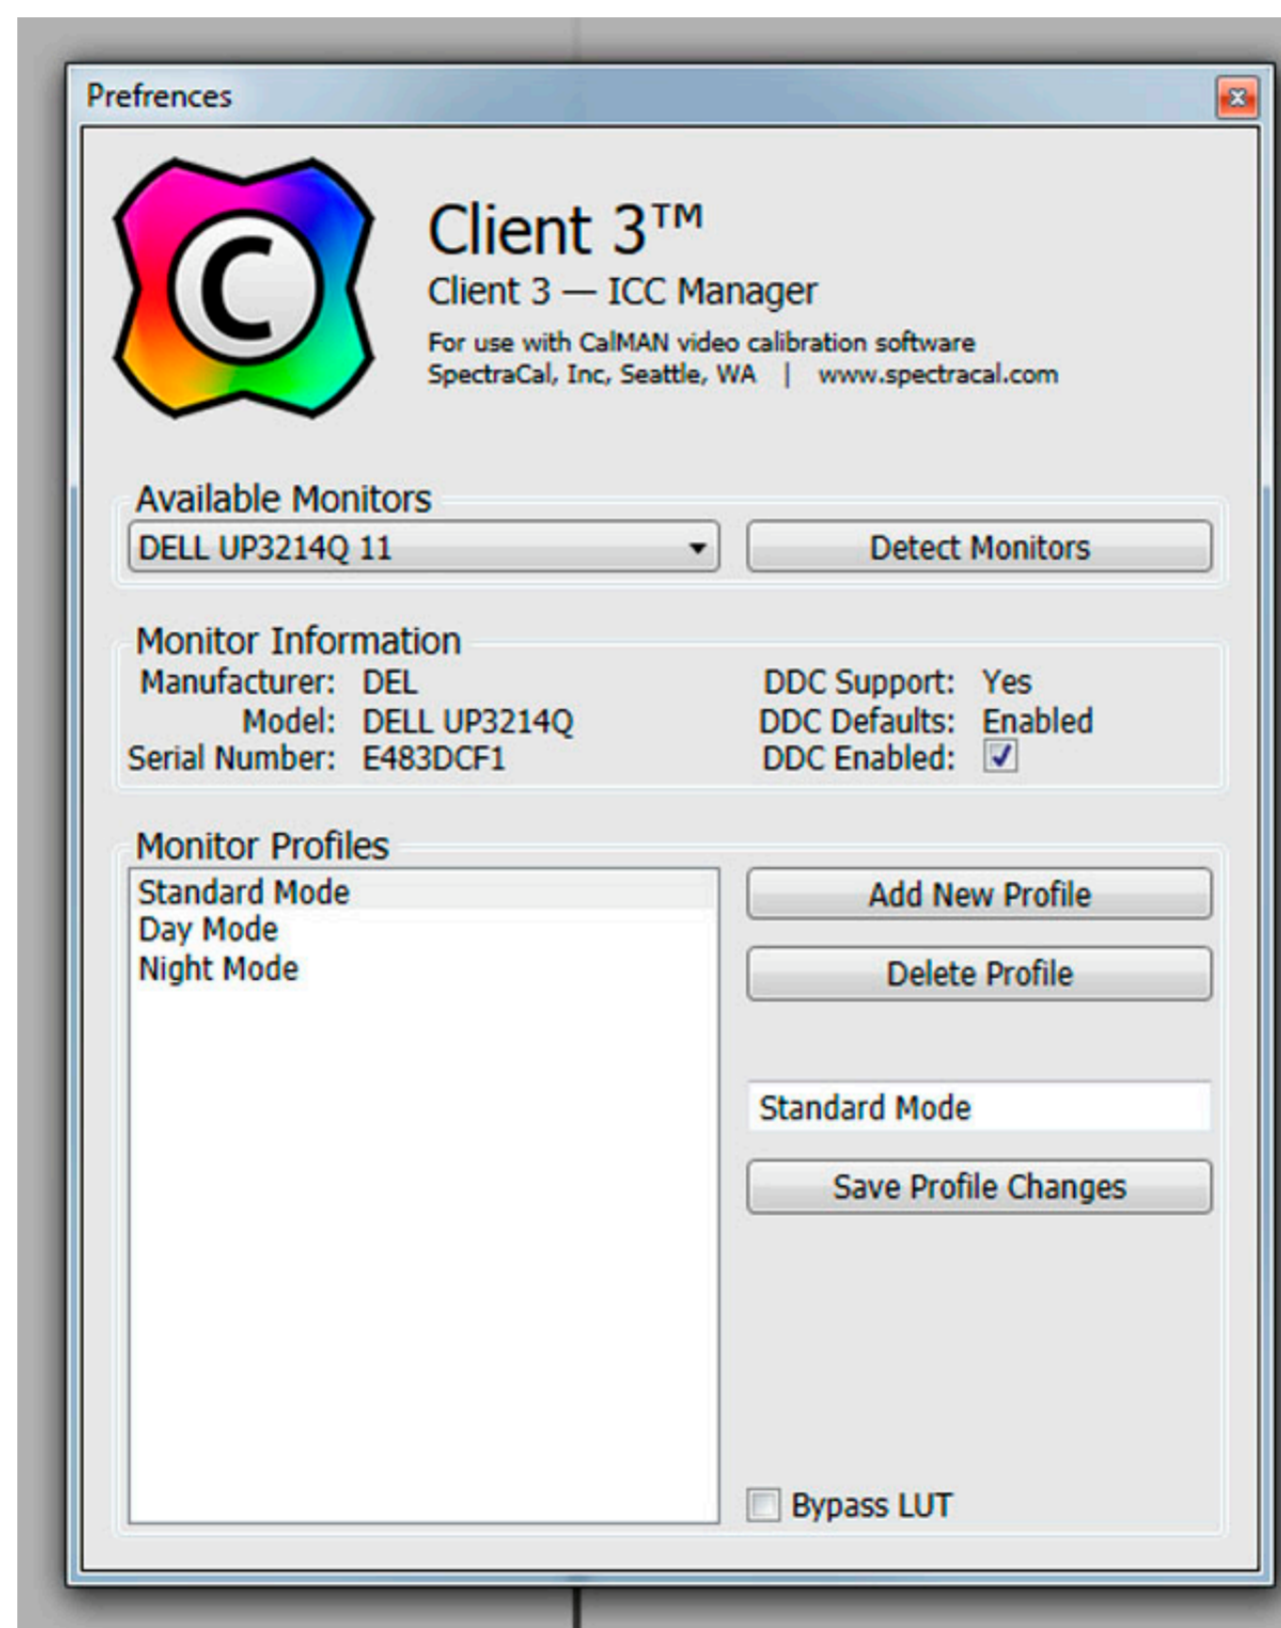 Prefrences
C
Client 3™
Client 3 — ICC Manager
For use with CalMAN video calibration software
SpectraCal, Inc, Seattle, WA | www.spectracal.com
Available Monitors
DELL UP3214Q 11
Detect Monitors
Monitor Information
Manufacturer: DEL
DDC Support: Yes
Model: DELL UP3214Q
DDC Defaults: Enabled
Serial Number: E483DCF1
DDC Enabled:
Monitor Profiles
Standard Mode
Day Mode
Night Mode
Add New Profile
Delete Profile
Standard Mode
Save Profile Changes
Bypass LUT